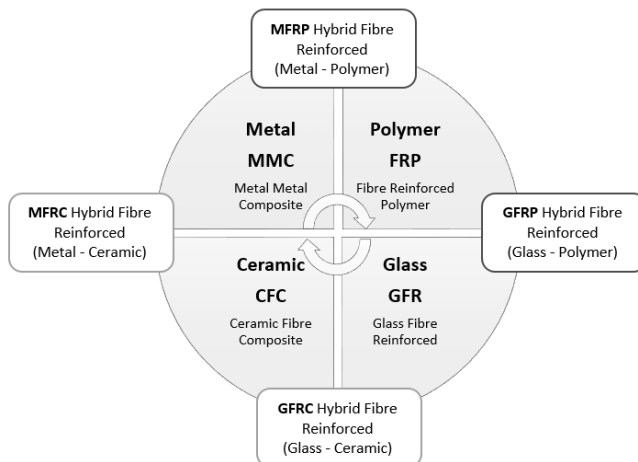 MFRP Hybrid Fibre
Reinforced
(Metal - Polymer)
Metal
MMC
Metal Metal
Composite
Polymer
FRP
Fibre Reinforced
Polymer
MFRC Hybrid Fibre
Reinforced
(Metal - Ceramic)
GFRP Hybrid Fibre
Reinforced
(Glass - Polymer)
Ceramic
CFC
Ceramic Fibre
Composite
Glass
GFR
Glass Fibre
Reinforced
GFRC Hybrid Fibre
Reinforced
(Glass - Ceramic)